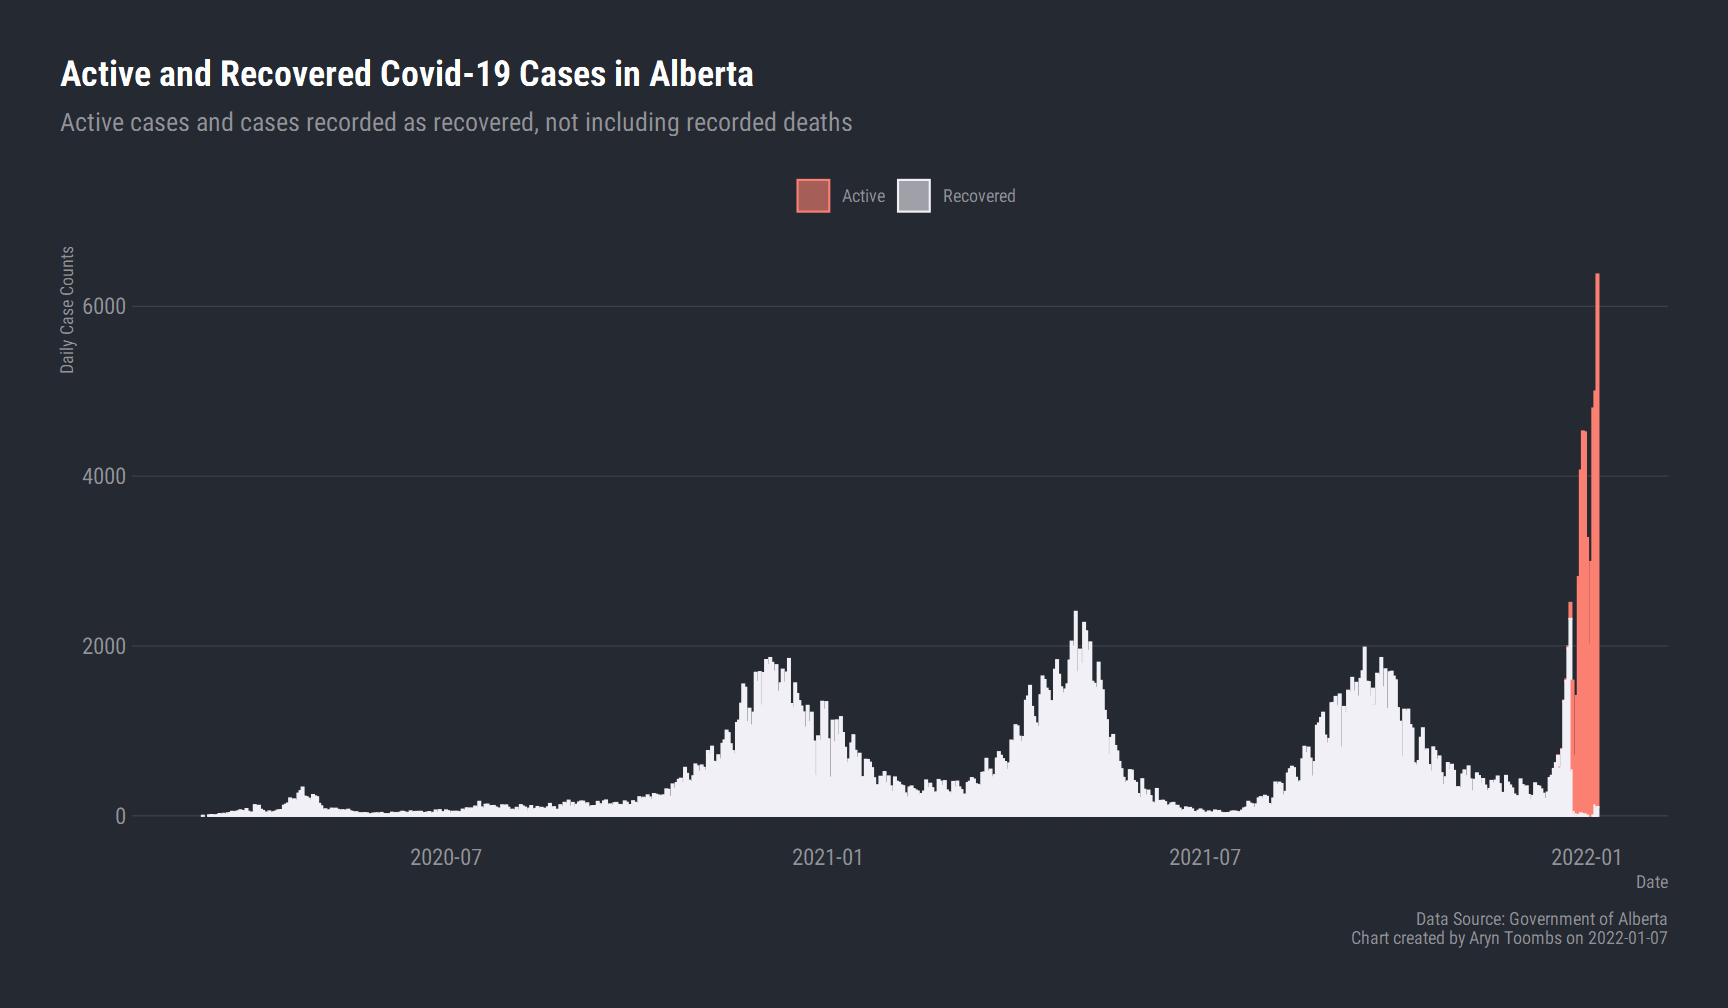 Active and Recovered Covid-19 Cases in Alberta
Active cases and cases recorded as recovered, not including recorded deaths
Active
Recovered
Daily Case Counts
6000
4000
2000
0
2020-07
2021-01
2021-07
2022-01
Date
Data Source: Government of Alberta
Chart created by Aryn Toombs on 2022-01-07